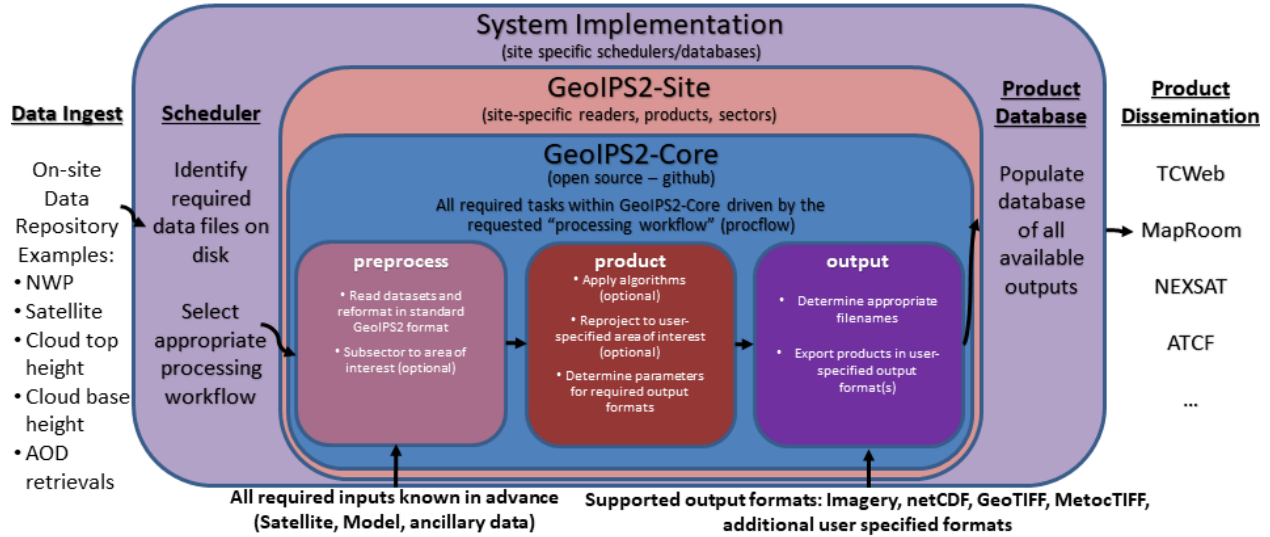 System Implementation
(site specific schedulers/databases)
GeoIPS2-Site
(site-specific readers, products, sectors)
GeoIPS2-Core
(open source – github)
All required tasks within GeoIPS2-Core driven by the
requested “processing workflow” (procflow)
Data Ingest
On-site
Data
Repository
Examples:
• NWP
• Satellite
• Cloud top
height
• Cloud base
height
• AOD
retrievals
Scheduler
Identify
required
data files on
disk
Select
appropriate
processing
workflow
preprocess
• Read datasets and
reformat in standard
GeoIPS2 format
• Subsector to area of
interest (optional)
product
• Apply algorithms
(optional)
• Reproject to user-
specified area of interest
(optional)
• Determine parameters
for required output
formats
output
• Determine appropriate
filenames
• Export products in user-
specified output
format(s)
Product
Database
Populate
database
of all
available
outputs
Product
Dissemination
TCWeb
MapRoom
NEXSAT
ATCF
...
All required inputs known in advance
(Satellite, Model, ancillary data)
Supported output formats: Imagery, netCDF, GeoTIFF, MetocTIFF,
additional user specified formats